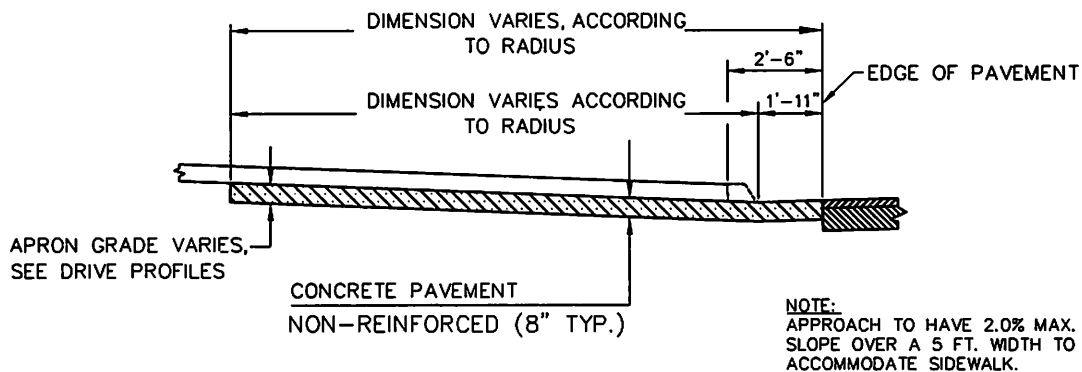 DIMENSION VARIES, ACCORDING
TO RADIUS
2'-6"
EDGE OF PAVEMENT
DIMENSION VARIES ACCORDING
TO RADIUS
1'-11"
APRON GRADE VARIES,
SEE DRIVE PROFILES
CONCRETE PAVEMENT
NON-REINFORCED (8" TYP.)
NOTE:
APPROACH TO HAVE 2.0% MAX.
SLOPE OVER A 5 FT. WIDTH TO
ACCOMMODATE SIDEWALK.